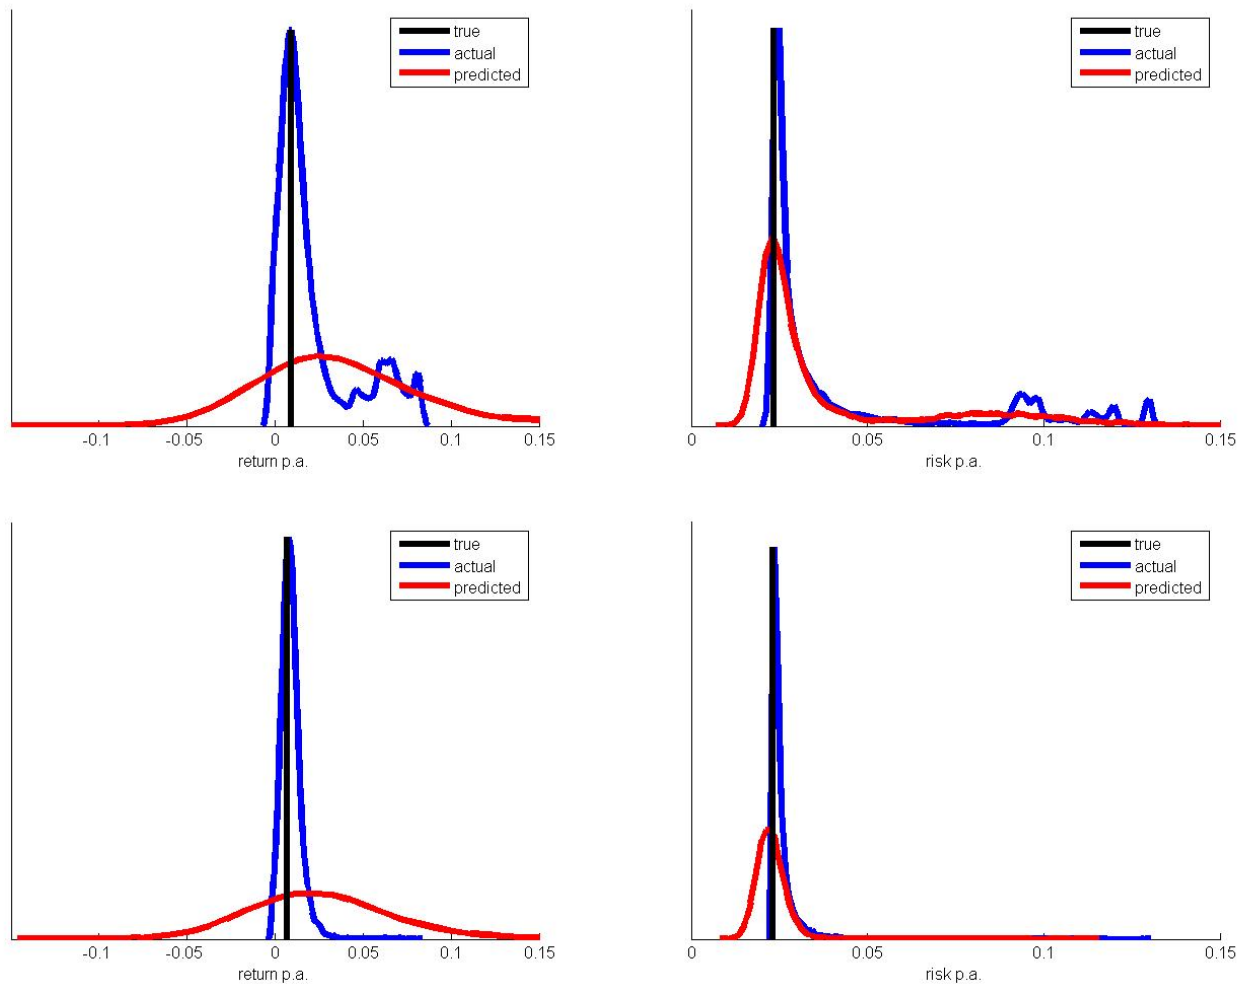 true
actual
predicted
-0.1 -0.05 0 0.05 0.1 0.15
return p.a.
true
actual
predicted
0 0.05 0.1 0.15
risk p.a.
true
actual
predicted
-0.1 -0.05 0 0.05 0.1 0.15
return p.a.
true
actual
predicted
0 0.05 0.1 0.15
risk p.a.